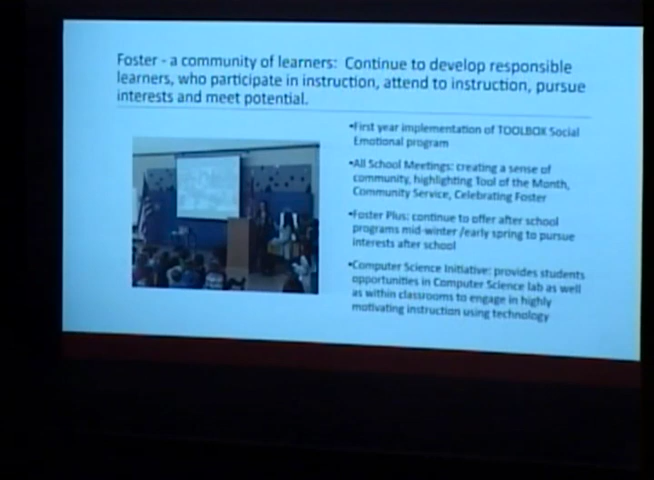 Foster - a community of learners: Continue to develop responsible
learners, who participate in instruction, attend to instruction, pursue
interests and meet potential.
•First year implementation of TOOLBOX Social
Emotional program
•All School Meetings: creating a sense of
community, highlighting Tool of the Month,
Community Service, Celebrating Foster
•Foster Plus: continue to offer after school
programs mid-winter /early spring to pursue
interests after school
•Computer Science Initiative: provides students
opportunities in Computer Science lab as well
as within classrooms to engage in highly
motivating instruction using technology